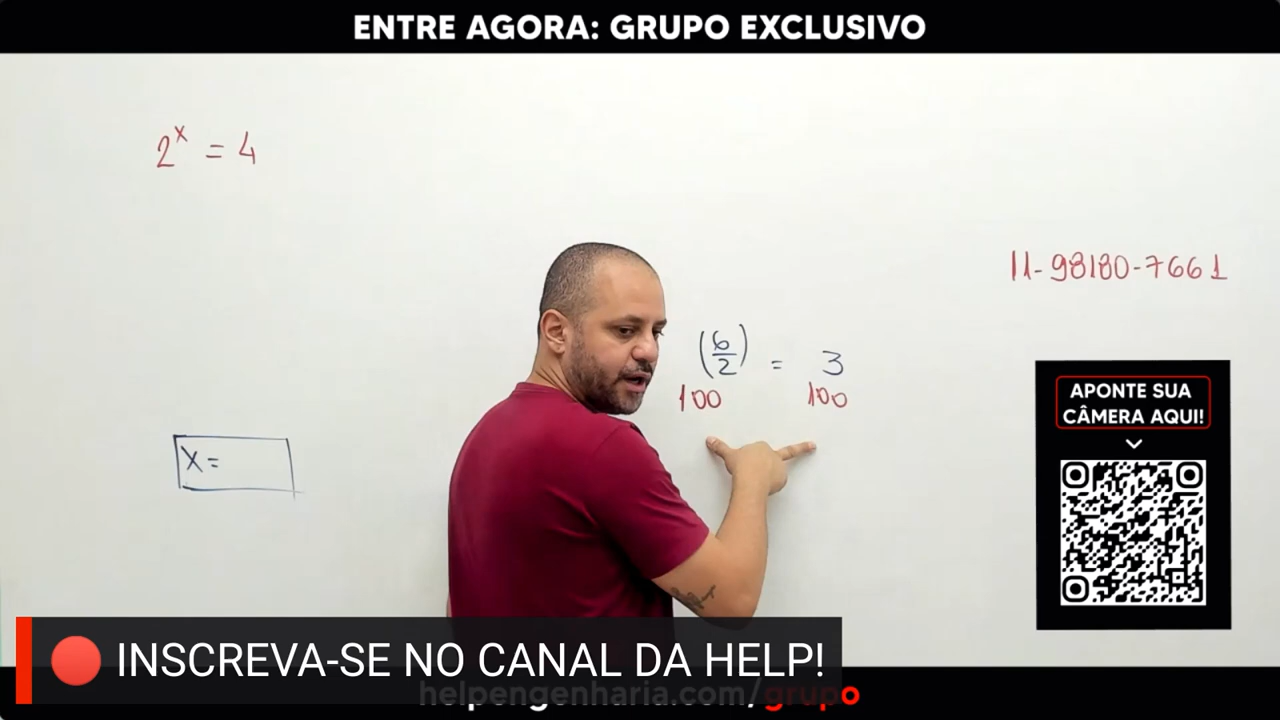 ENTRE AGORA: GRUPO EXCLUSIVO
2^x = 4
11-98180-7661
(6/2) = 3
100 100
APONTE SUA
CÂMERA AQUI!
X=
INSCREVA-SE NO CANAL DA HELP!
helpengenharia.com/grupo